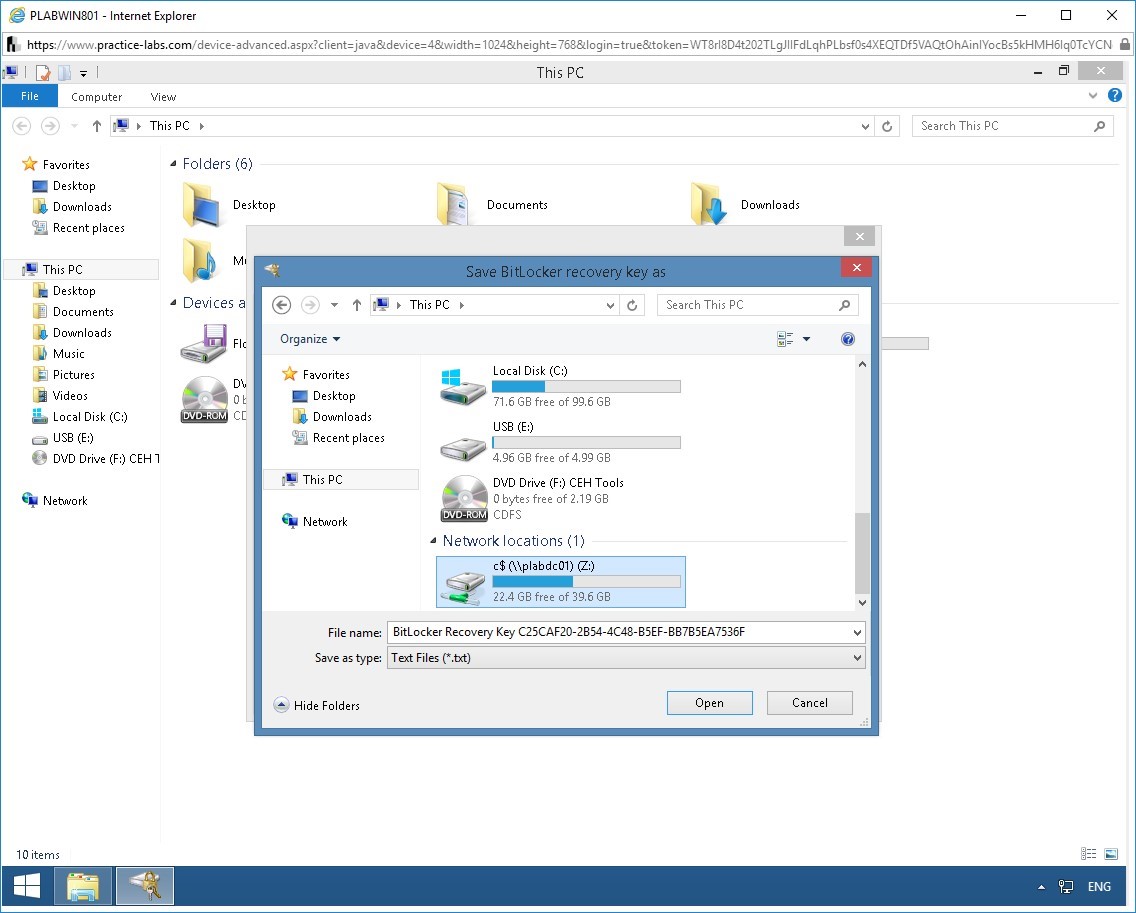 PLABWIN801 - Internet Explorer
https://www.practice-labs.com/device-advanced.aspx?client=java&device=4&width=1024&height=768&login=true&token=
This PC
File Computer View
This PC
Search This PC
Favorites
Desktop
Downloads
Recent places
This PC
Desktop
Documents
Downloads
Music
Pictures
Videos
Local Disk (C:)
USB (E:)
DVD Drive (F:) CEH T
Network
Folders (6)
Desktop
Documents
Downloads
Devices a
DVD-ROM
Save BitLocker recovery key as
This PC
Search This PC
Organize
Favorites
Desktop
Downloads
Recent places
This PC
Network
Local Disk (C:)
71.6 GB free of 99.6 GB
USB (E:)
4.96 GB free of 4.99 GB
DVD Drive (F:) CEH Tools
0 bytes free of 2.19 GB
CDFS
DVD-ROM
Network locations (1)
c$ (\\plabdc01) (Z:)
22.4 GB free of 39.6 GB
File name: BitLocker Recovery Key C25CAF20-2B54-4C48-B5EF-BB7B5EA7536F
Save as type: Text Files (*.txt)
Hide Folders
Open
Cancel
10 items
ENG